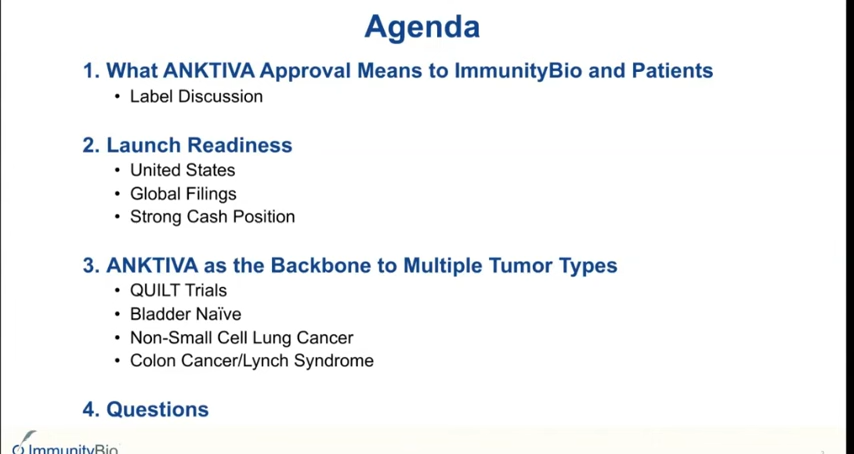 Agenda
1. What ANKTIVA Approval Means to ImmunityBio and Patients
• Label Discussion
2. Launch Readiness
• United States
• Global Filings
• Strong Cash Position
3. ANKTIVA as the Backbone to Multiple Tumor Types
• QUILT Trials
• Bladder Naïve
• Non-Small Cell Lung Cancer
• Colon Cancer/Lynch Syndrome
4. Questions
ImmunityBio